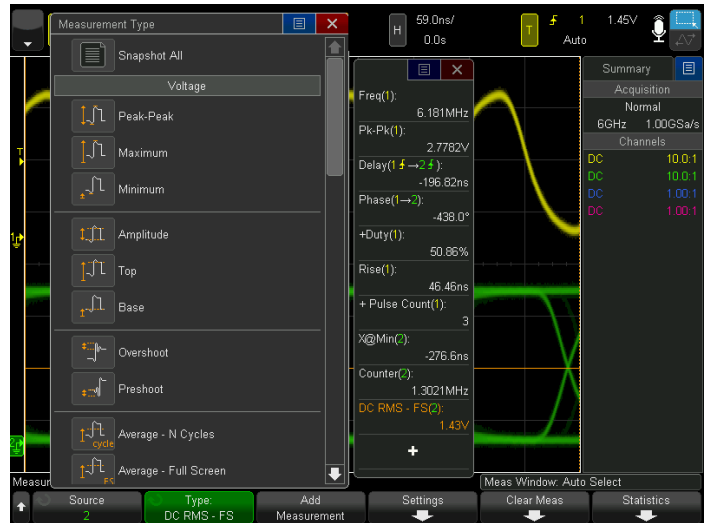 Measurement Type
Snapshot All
Voltage
Peak-Peak
Maximum
Minimum
Amplitude
Top
Base
Overshoot
Preshoot
cycle
Average - N Cycles
FS
Average - Full Screen
H
59.0ns/
0.0s
T
1
1.45V
Auto
Freq(1):
6.181MHz
Pk-Pk(1):
2.7782V
Delay(1→2):
-196.82ns
Phase(1→2):
-438.0°
+Duty(1):
50.86%
Rise(1):
46.46ns
+ Pulse Count(1):
3
X@Min(2):
-276.6ns
Counter(2):
1.3021MHz
DC RMS - FS(2):
1.43V
+
Summary
Acquisition
Normal
6GHz 1.00GSa/s
Channels
DC 10.0:1
DC 10.0:1
DC 1.00:1
DC 1.00:1
T
1
2
Measur
Meas Window: Auto Select
Source
2
Type:
DC RMS - FS
Add
Measurement
Settings
Clear Meas
Statistics